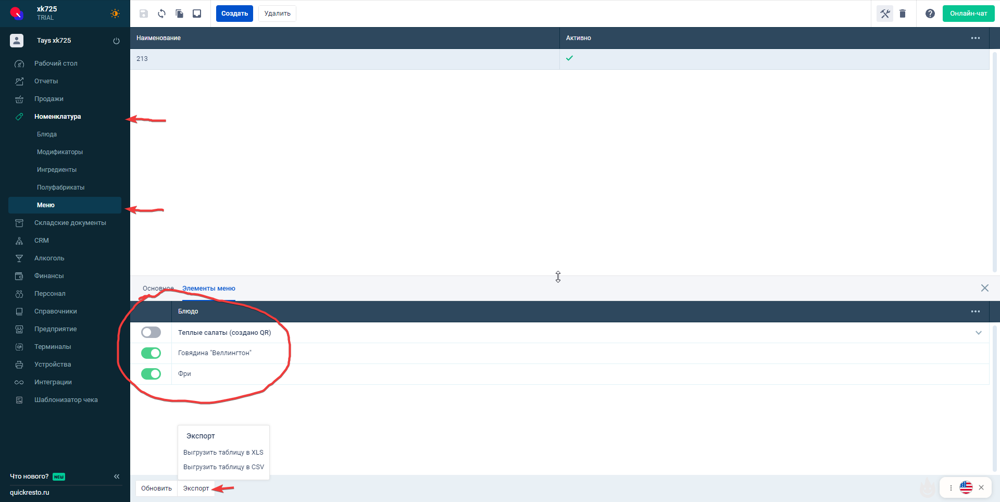 xk725
TRIAL
Создать
Удалить
Онлайн-чат
Tays xk725
Рабочий стол
Отчеты
Продажи
Номенклатура
Блюда
Модификаторы
Ингредиенты
Полуфабрикаты
Меню
Складские документы
CRM
Алкоголь
Финансы
Персонал
Справочники
Предприятие
Терминалы
Устройства
Интеграции
Шаблонизатор чека
Что нового? NEW
quickresto.ru
Наименование
Активно
213
Основное
Элементы меню
Блюдо
Теплые салаты (создано QR)
Говядина "Веллингтон"
Фри
Экспорт
Выгрузить таблицу в XLS
Выгрузить таблицу в CSV
Обновить
Экспорт